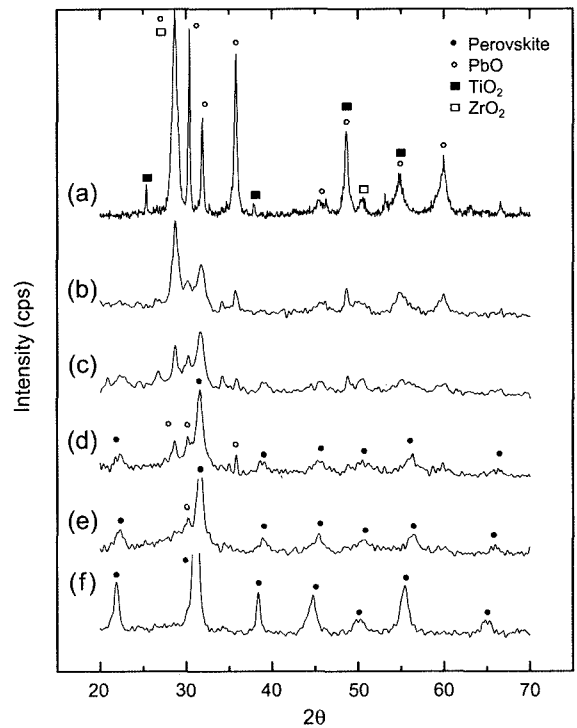 Perovskite
PbO
TiO₂
ZrO₂
(a)
(b)
(c)
(d)
(e)
(f)
Intensity (cps)
20 30 40 50 60 70
2θ